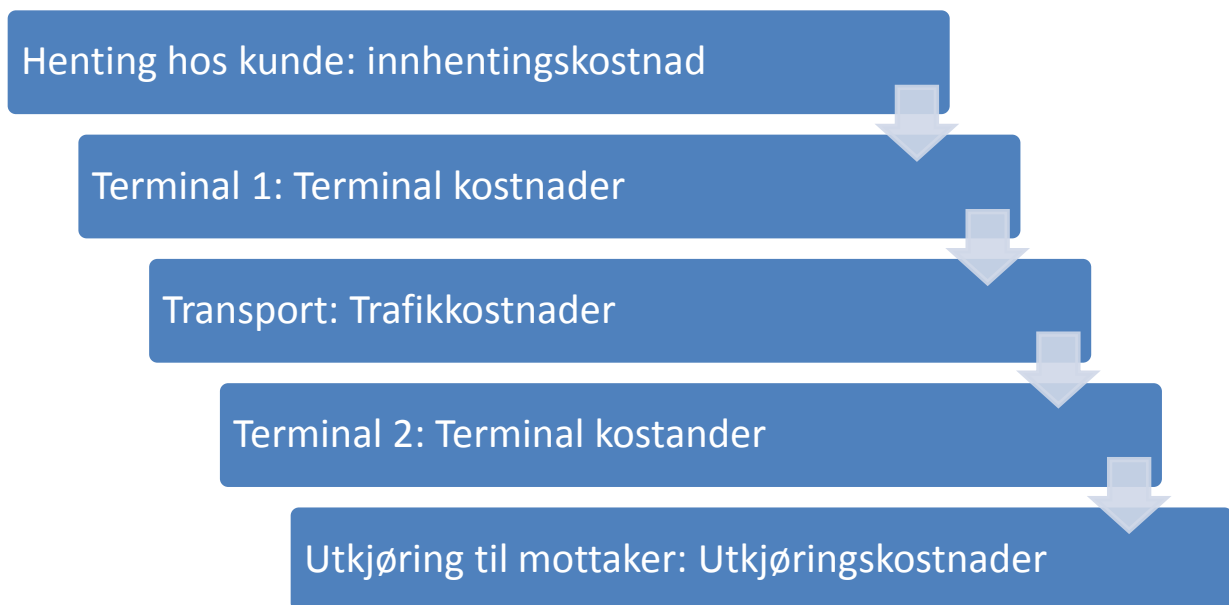 Henting hos kunde: innhentingskostnad
Terminal 1: Terminal kostnader
Transport: Trafikkostnader
Terminal 2: Terminal kostander
Utkjøring til mottaker: Utkjøringskostnader